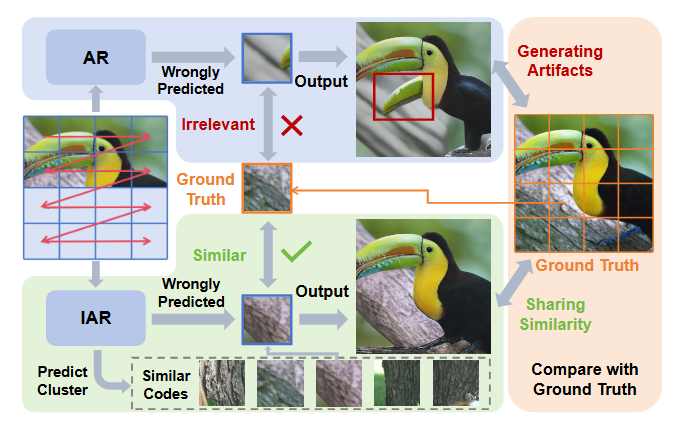 AR
Wrongly
Predicted
Output
Generating
Artifacts
Irrelevant
Ground
Truth
Similar
Ground Truth
IAR
Wrongly
Predicted
Output
Sharing
Similarity
Predict
Cluster
Similar
Codes
Compare with
Ground Truth